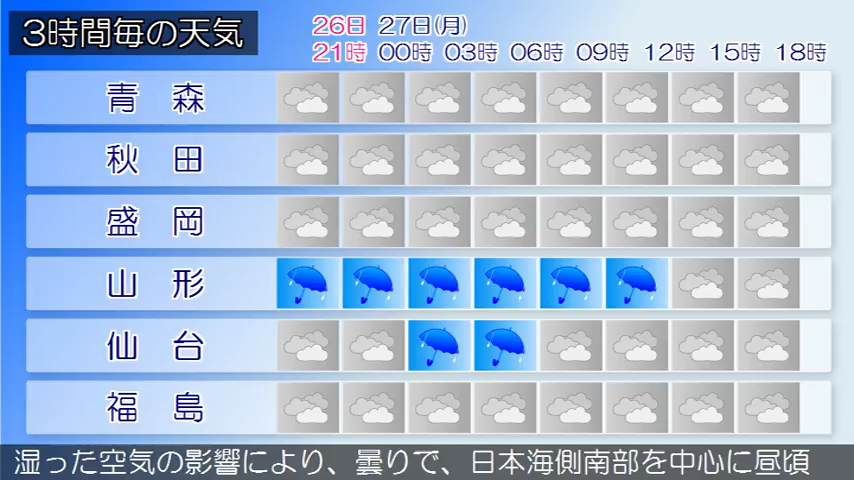 3時間毎の天気
26日 27日(月)
21時 00時 03時 06時 09時 12時 15時 18時
青森
秋田
盛岡
山形
仙台
福島
湿った空気の影響により、曇りで、日本海側南部を中心に昼頃